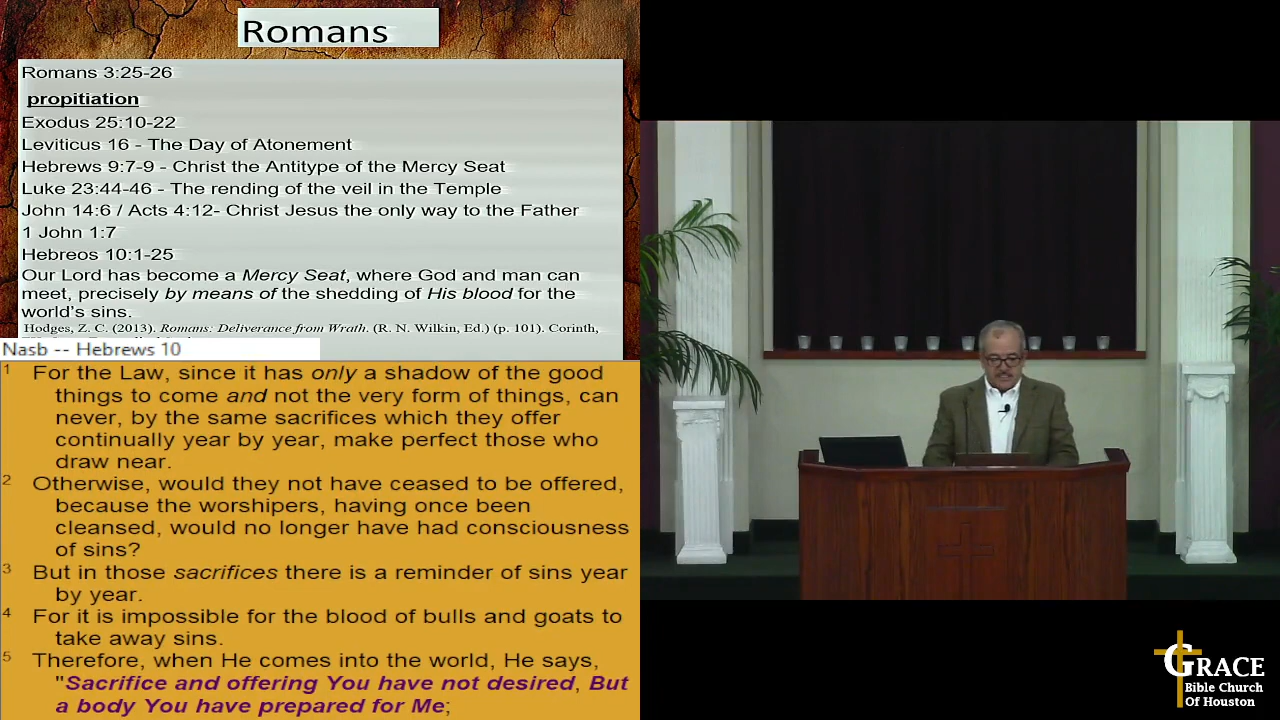 Romans
Romans 3:25-26
propitiation
Exodus 25:10-22
Leviticus 16 - The Day of Atonement
Hebrews 9:7-9 - Christ the Antitype of the Mercy Seat
Luke 23:44-46 - The rending of the veil in the Temple
John 14:6 / Acts 4:12- Christ Jesus the only way to the Father
1 John 1:7
Hebreos 10:1-25
Our Lord has become a Mercy Seat, where God and man can
meet, precisely by means of the shedding of His blood for the
world's sins.
Hodges, Z. C. (2013). Romans: Deliverance from Wrath. (R. N. Wilkin, Ed.) (p. 101). Corinth,
Nasb -- Hebrews 10
1 For the Law, since it has only a shadow of the good
things to come and not the very form of things, can
never, by the same sacrifices which they offer
continually year by year, make perfect those who
draw near.
2 Otherwise, would they not have ceased to be offered,
because the worshipers, having once been
cleansed, would no longer have had consciousness
of sins?
3 But in those sacrifices there is a reminder of sins year
by year.
4 For it is impossible for the blood of bulls and goats to
take away sins.
5 Therefore, when He comes into the world, He says,
"Sacrifice and offering You have not desired, But
a body You have prepared for Me;
GRACE
Bible Church
Of Houston